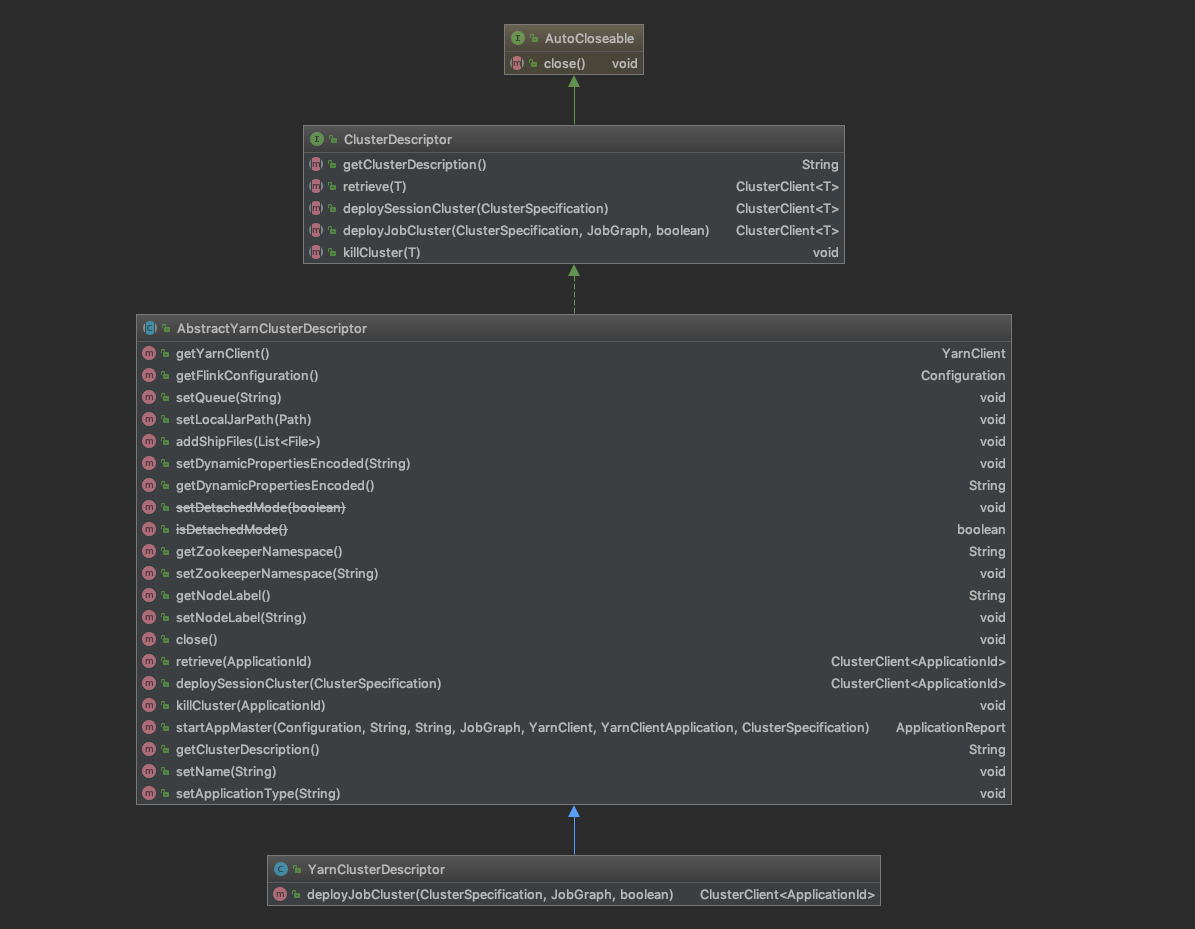 AutoCloseable
close() void
ClusterDescriptor
getClusterDescription() String
retrieve(T) ClusterClient<T>
deploySessionCluster(ClusterSpecification) ClusterClient<T>
deployJobCluster(ClusterSpecification, JobGraph, boolean) ClusterClient<T>
killCluster(T) void
AbstractYarnClusterDescriptor
getYarnClient() YarnClient
getFlinkConfiguration() Configuration
setQueue(String) void
setLocalJarPath(Path) void
addShipFiles(List<File>) void
setDynamicPropertiesEncoded(String) void
getDynamicPropertiesEncoded() String
setDetachedMode(boolean) void
isDetachedMode() boolean
getZookeeperNamespace() String
setZookeeperNamespace(String) void
getNodeLabel() String
setNodeLabel(String) void
close() void
retrieve(ApplicationId) ClusterClient<ApplicationId>
deploySessionCluster(ClusterSpecification) ClusterClient<ApplicationId>
killCluster(ApplicationId) void
startAppMaster(Configuration, String, String, JobGraph, YarnClient, YarnClientApplication, ClusterSpecification) ApplicationReport
getClusterDescription() String
setName(String) void
setApplicationType(String) void
YarnClusterDescriptor
deployJobCluster(ClusterSpecification, JobGraph, boolean) ClusterClient<ApplicationId>